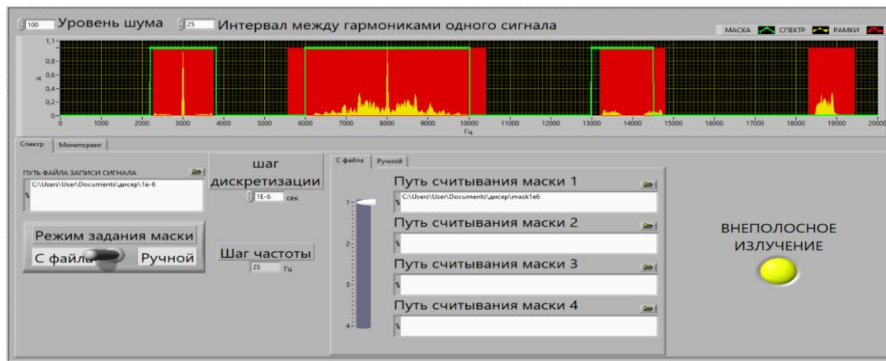 100 Уровень шума 25 Интервал между гармониками одного сигнала
МАСКА СПЕКТР РАМКИ
1,1
1
0,8
0,6
0,4
0,2
0
A
0 1000 2000 3000 4000 5000 6000 7000 8000 9000 10000 11000 12000 13000 14000 15000 16000 17000 18000 19000 20000
Гц
Спектр Мониторинг
ПУТЬ ФАЙЛА ЗАПИСИ СИГНАЛА
C:\Users\User\Documents\дисер\1e-6
шаг
дискретизации
1E-6 сек
Режим задания маски
С файла Ручной
Шаг частоты
25 Гц
С файла Ручной
1
2
3
4
Путь считывания маски 1
C:\Users\User\Documents\дисер\mask1e6
Путь считывания маски 2
Путь считывания маски 3
Путь считывания маски 4
ВНЕПОЛОСНОЕ
ИЗЛУЧЕНИЕ